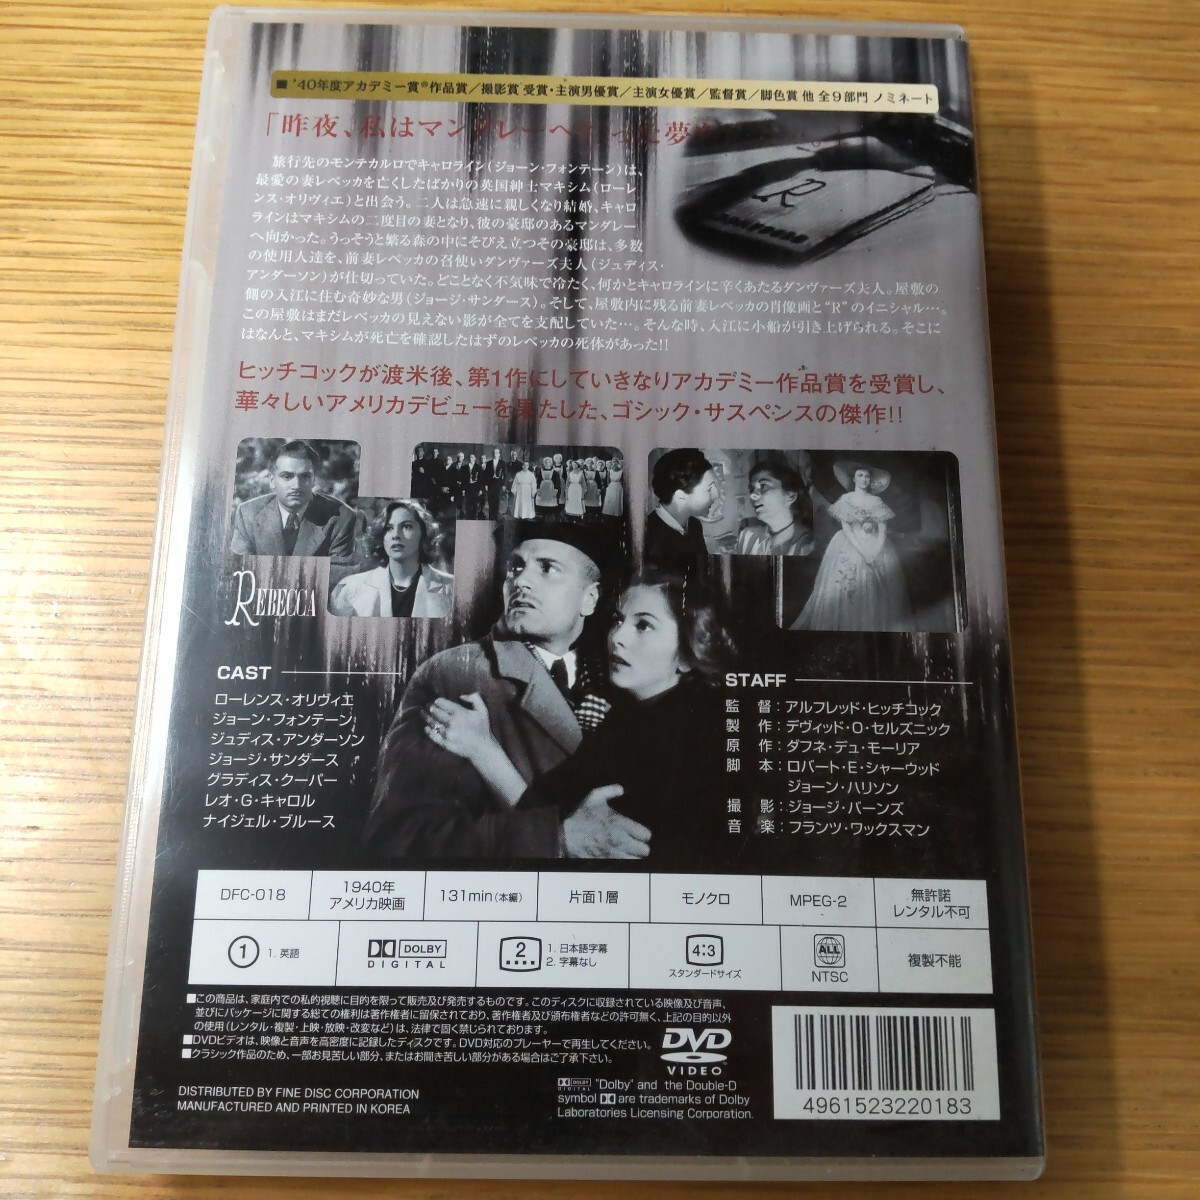 ■ '40年度アカデミー賞®作品賞／撮影賞 受賞・主演男優賞／主演女優賞／監督賞／脚色賞 他 全9部門 ノミネート
「昨夜、私はマンダレーへ
旅行先のモンテカルロでキャロライン（ジョーン・フォンテーン）は、
最愛の妻レベッカを亡くしたばかりの英国紳士マキシム（ローレ
ンス・オリヴィエ）と出会う。二人は急速に親しくなり結婚、キャロ
ラインはマキシムの二度目の妻となり、彼の豪邸のあるマンダレー
へ向かった。うっそうと繁る森の中にそびえ立つその豪邸は、多数
の使用人達を、前妻レベッカの召使いダンヴァーズ夫人（ジュディス・
アンダーソン）が仕切っていた。どことなく不気味で冷たく、何かとキャロラインに辛くあたるダンヴァーズ夫人。屋敷の
側の入江に住む奇妙な男（ジョージ・サンダース）。そして、屋敷内に残る前妻レベッカの肖像画と“R”のイニシャル…。
この屋敷はまだレベッカの見えない影が全てを支配していた…。そんな時、入江に小船が引き上げられる。そこに
はなんと、マキシムが死亡を確認したはずのレベッカの死体があった!!
ヒッチコックが渡米後、第1作にしていきなりアカデミー作品賞を受賞し、
華々しいアメリカデビューを果たした、ゴシック・サスペンスの傑作!!
R
REBECCA
CAST
ローレンス・オリヴィエ
ジョーン・フォンテーン
ジュディス・アンダーソン
ジョージ・サンダース
グラディス・クーパー
レオ・G・キャロル
ナイジェル・ブルース
STAFF
監 督：アルフレッド・ヒッチコック
製 作：デヴィッド・O・セルズニック
原 作：ダフネ・デュ・モーリア
脚 本：ロバート・E・シャーウッド
ジョーン・ハリソン
撮 影：ジョージ・バーンズ
音 楽：フランツ・ワックスマン
DFC-018 1940年 アメリカ映画 131min（本編） 片面1層 モノクロ MPEG-2 無許諾 レンタル不可
1 1. 英語 DOLBY DIGITAL 2 1. 日本語字幕 2. 字幕なし 4:3 スタンダードサイズ ALL NTSC 複製不能
■この商品は、家庭内での私的視聴に目的を限って販売及び発売するものです。このディスクに収録されている映像及び音声、
並びにパッケージに関する総ての権利は著作権者に留保されており、著作権者及び頒布権者などの許可無く、上記の目的以外
の使用（レンタル・複製・上映・放映・改変など）は、法律で固く禁じられております。
■DVDビデオは、映像と音声を高密度に記録したディスクです。DVD対応のプレーヤーで再生してください。
■クラシック作品のため、一部お見苦しい部分、またはお聞き苦しい部分がある場合はご了承下さい。
DVD
VIDEO
DISTRIBUTED BY FINE DISC CORPORATION
MANUFACTURED AND PRINTED IN KOREA
DOLBY DIGITAL "Dolby" and the Double-D
symbol are trademarks of Dolby
Laboratories Licensing Corporation.
4961523220183